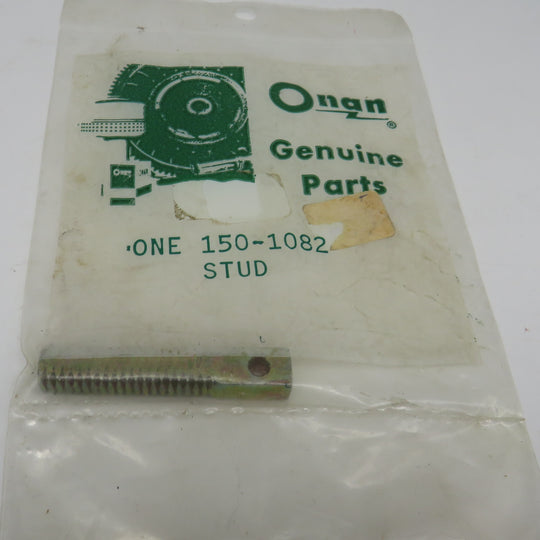 Onan ®
Genuine
Parts
ONE 150-1082
STUD